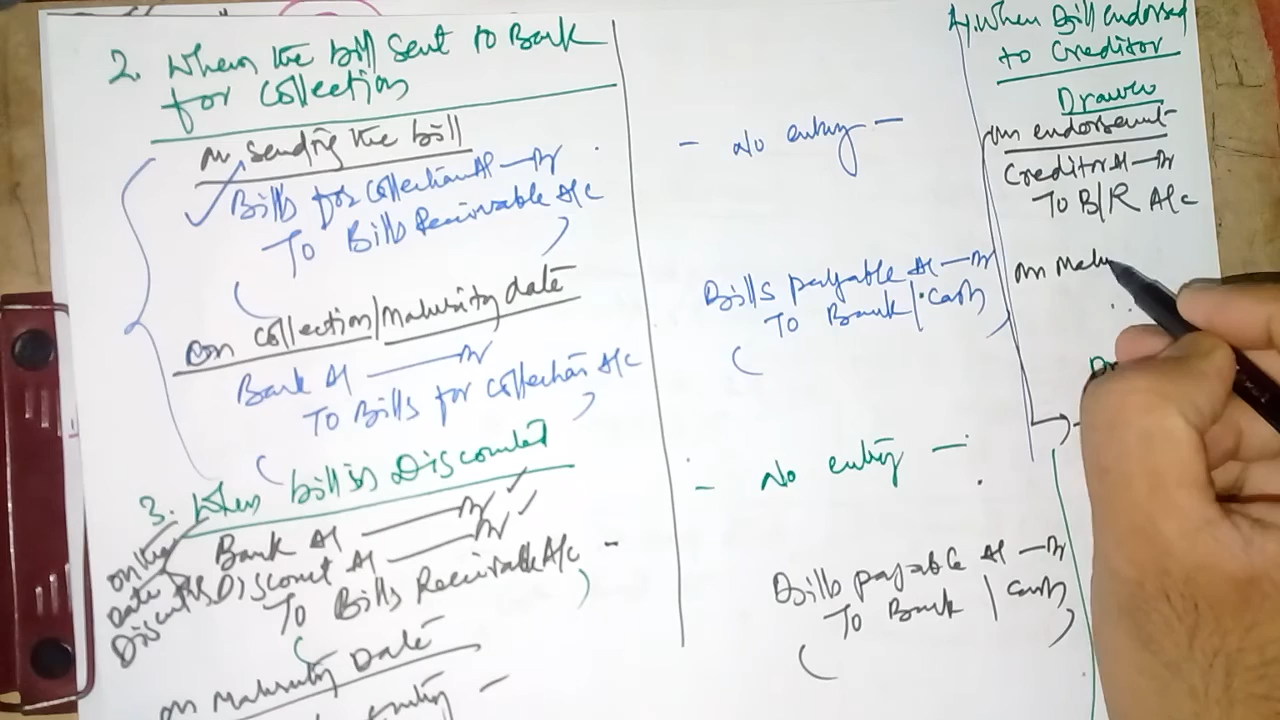 2. When the bill sent to Bank
for collection
on sending the bill
Bills for collection A/c — Dr
To Bills Receivable A/c
on collection/Maturity date
Bank A/c — Dr
To Bills for collection A/c
3. When bill is Discounted
Date
Bank A/c — Dr
Discount A/c — Dr
To Bills Receivable A/c
on Maturity Date
entry —
- No entry -
Bills payable A/c — Dr
To Bank / Cash
- No entry -
Bills payable A/c — Dr
To Bank / Cash
4. When Bill endorsed
to Creditor
Drawer
on endorsement
Creditor A/c — Dr
To B/R A/c
on Matu